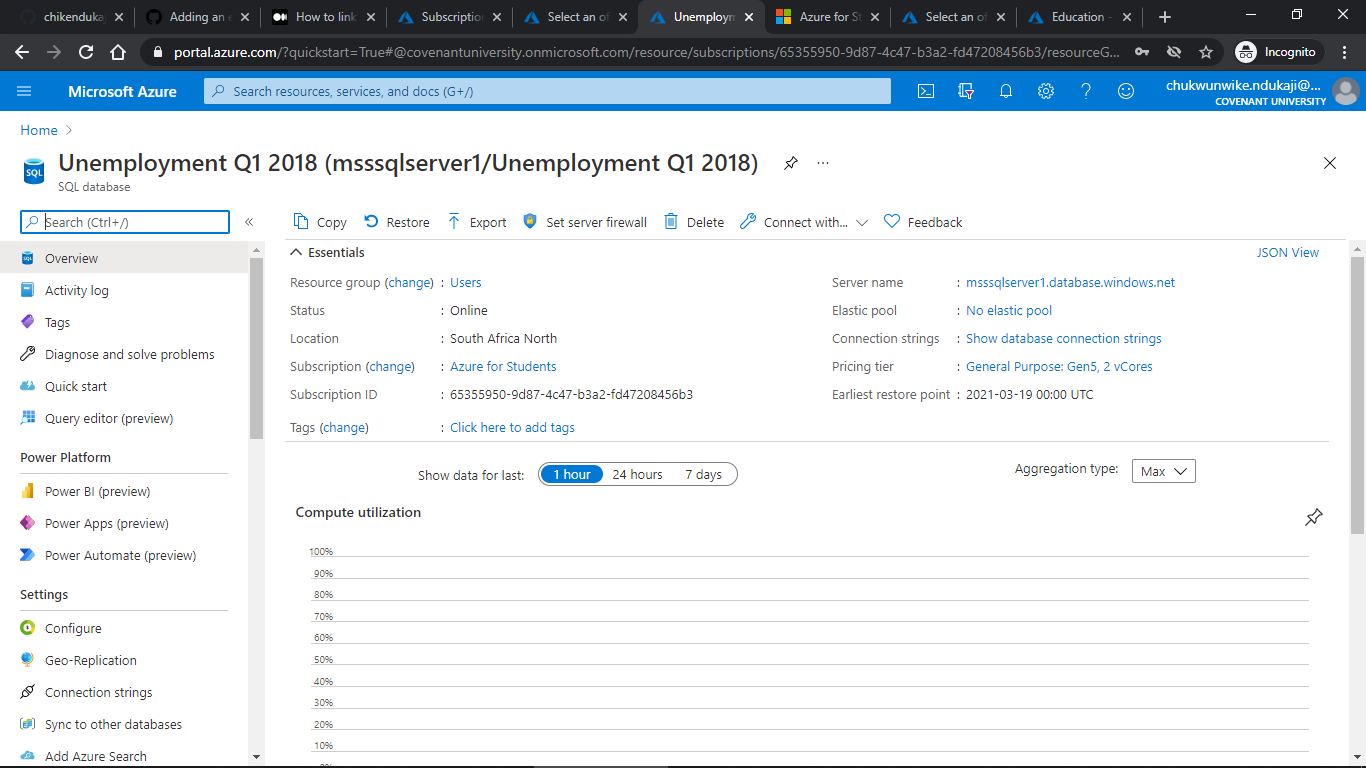 chikenduka
Adding an e
How to link
Subscription
Select an of
Unemploym
Azure for St
Select an of
Education -
portal.azure.com/?quickstart=True#@covenantuniversity.onmicrosoft.com/resource/subscriptions/65355950-9d87-4c47-b3a2-fd47208456b3/resourceG...
Incognito
Microsoft Azure
Search resources, services, and docs (G+/)
chukwunwike.ndukaji@...
COVENANT UNIVERSITY
Home
Unemployment Q1 2018 (msssqlserver1/Unemployment Q1 2018)
SQL
SQL database
Search (Ctrl+/)
Copy
Restore
Export
Set server firewall
Delete
Connect with...
Feedback
Overview
Activity log
Tags
Diagnose and solve problems
Quick start
Query editor (preview)
Power Platform
Power BI (preview)
Power Apps (preview)
Power Automate (preview)
Settings
Configure
Geo-Replication
Connection strings
Sync to other databases
Add Azure Search
Essentials
JSON View
Resource group (change) : Users
Status : Online
Location : South Africa North
Subscription (change) : Azure for Students
Subscription ID : 65355950-9d87-4c47-b3a2-fd47208456b3
Tags (change) : Click here to add tags
Server name : msssqlserver1.database.windows.net
Elastic pool : No elastic pool
Connection strings : Show database connection strings
Pricing tier : General Purpose: Gen5, 2 vCores
Earliest restore point : 2021-03-19 00:00 UTC
Show data for last: 1 hour 24 hours 7 days
Aggregation type: Max
Compute utilization
100%
90%
80%
70%
60%
50%
40%
30%
20%
10%